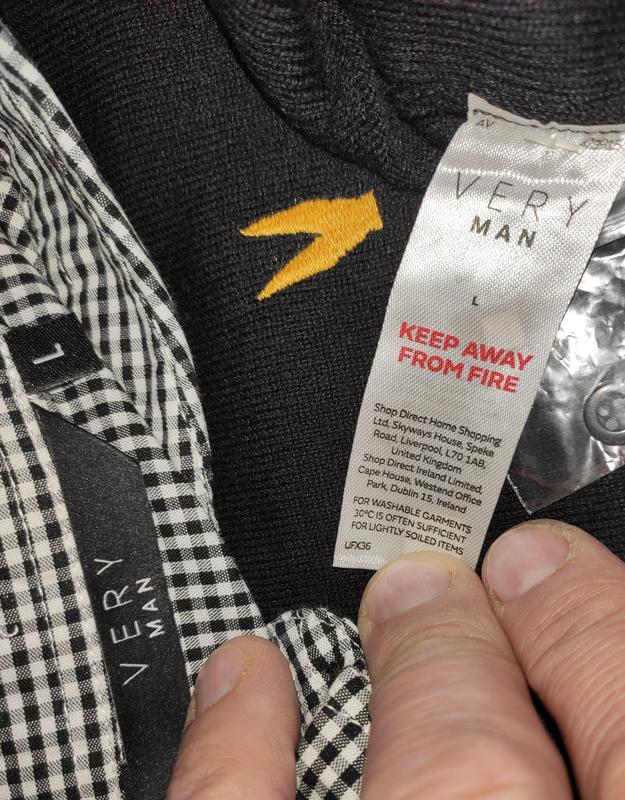 AV
VERY
MAN
L
KEEP AWAY
FROM FIRE
Shop Direct Home Shopping
Ltd, Skyways House, Speke
Road, Liverpool, L70 1AB,
United Kingdom
Shop Direct Ireland Limited,
Cape House, Westend Office
Park, Dublin 15, Ireland
FOR WASHABLE GARMENTS
30°C IS OFTEN SUFFICIENT
FOR LIGHTLY SOILED ITEMS
UFX36
L
VERY
MAN